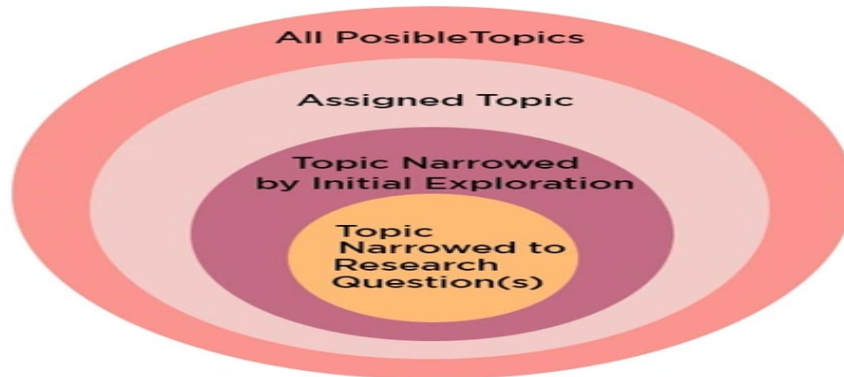 All PosibleTopics
Assigned Topic
Topic Narrowed
by Initial Exploration
Topic
Narrowed to
Research
Question(s)